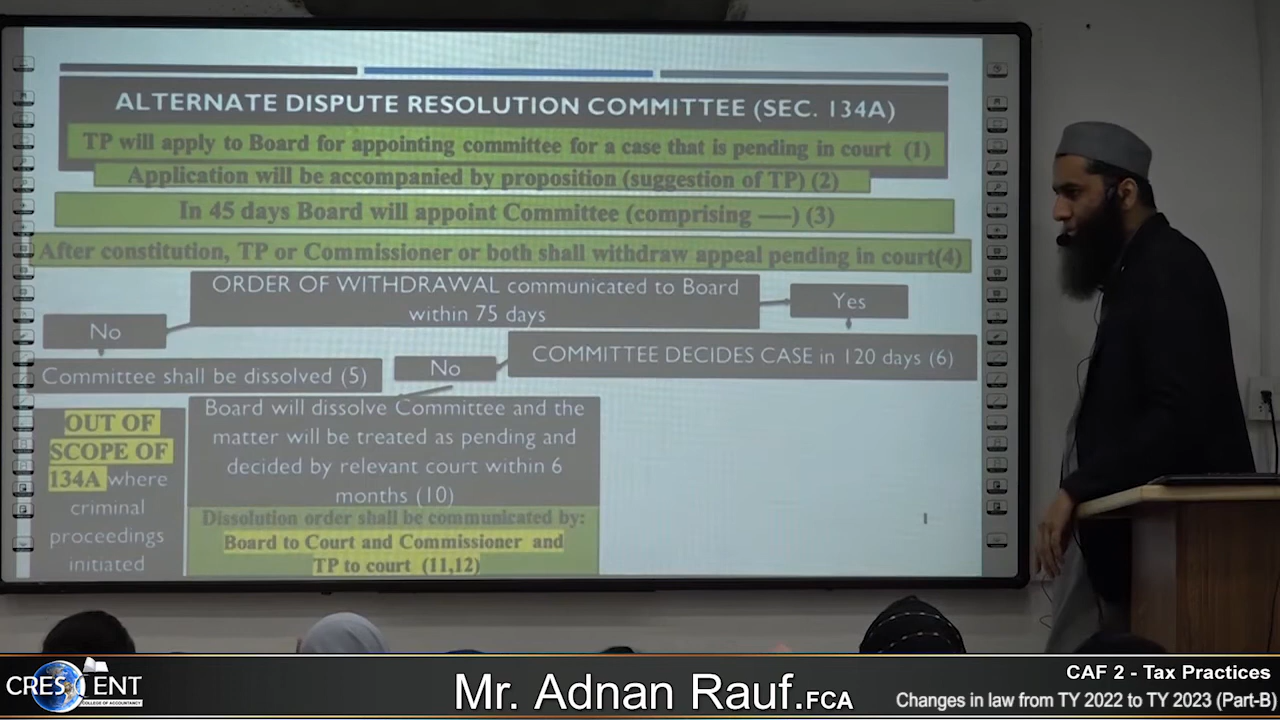 ALTERNATE DISPUTE RESOLUTION COMMITTEE (SEC. 134A)
TP will apply to Board for appointing committee for a case that is pending in court (1)
Application will be accompanied by proposition (suggestion of TP) (2)
In 45 days Board will appoint Committee (comprising ----) (3)
After constitution, TP or Commissioner or both shall withdraw appeal pending in court(4)
ORDER OF WITHDRAWAL communicated to Board
within 75 days
Yes
No
COMMITTEE DECIDES CASE in 120 days (6)
No
Committee shall be dissolved (5)
OUT OF
SCOPE OF
134A where
criminal
proceedings
initiated
Board will dissolve Committee and the
matter will be treated as pending and
decided by relevant court within 6
months (10)
Dissolution order shall be communicated by:
Board to Court and Commissioner and
TP to court (11,12)
CRESCENT
COLLEGE OF ACCOUNTANCY
Mr. Adnan Rauf.FCA
CAF 2 - Tax Practices
Changes in law from TY 2022 to TY 2023 (Part-B)